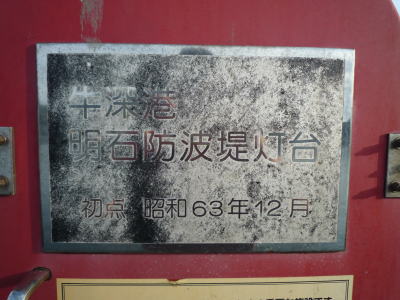 牛深港
明石防波堤灯台
初点 昭和63年12月